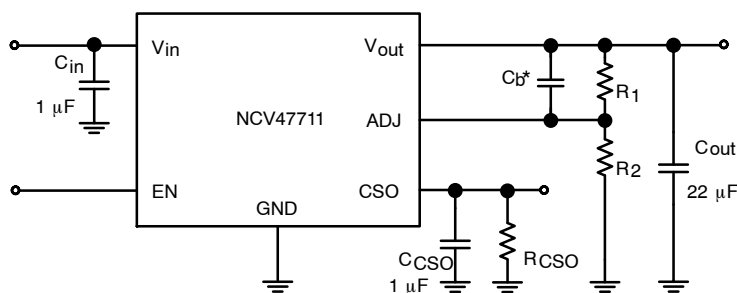 Vin
Vout
Cin
1 μF
Cb*
R1
NCV47711
ADJ
R2
Cout
22 μF
EN
CSO
GND
CCSO
1 μF
RCSO